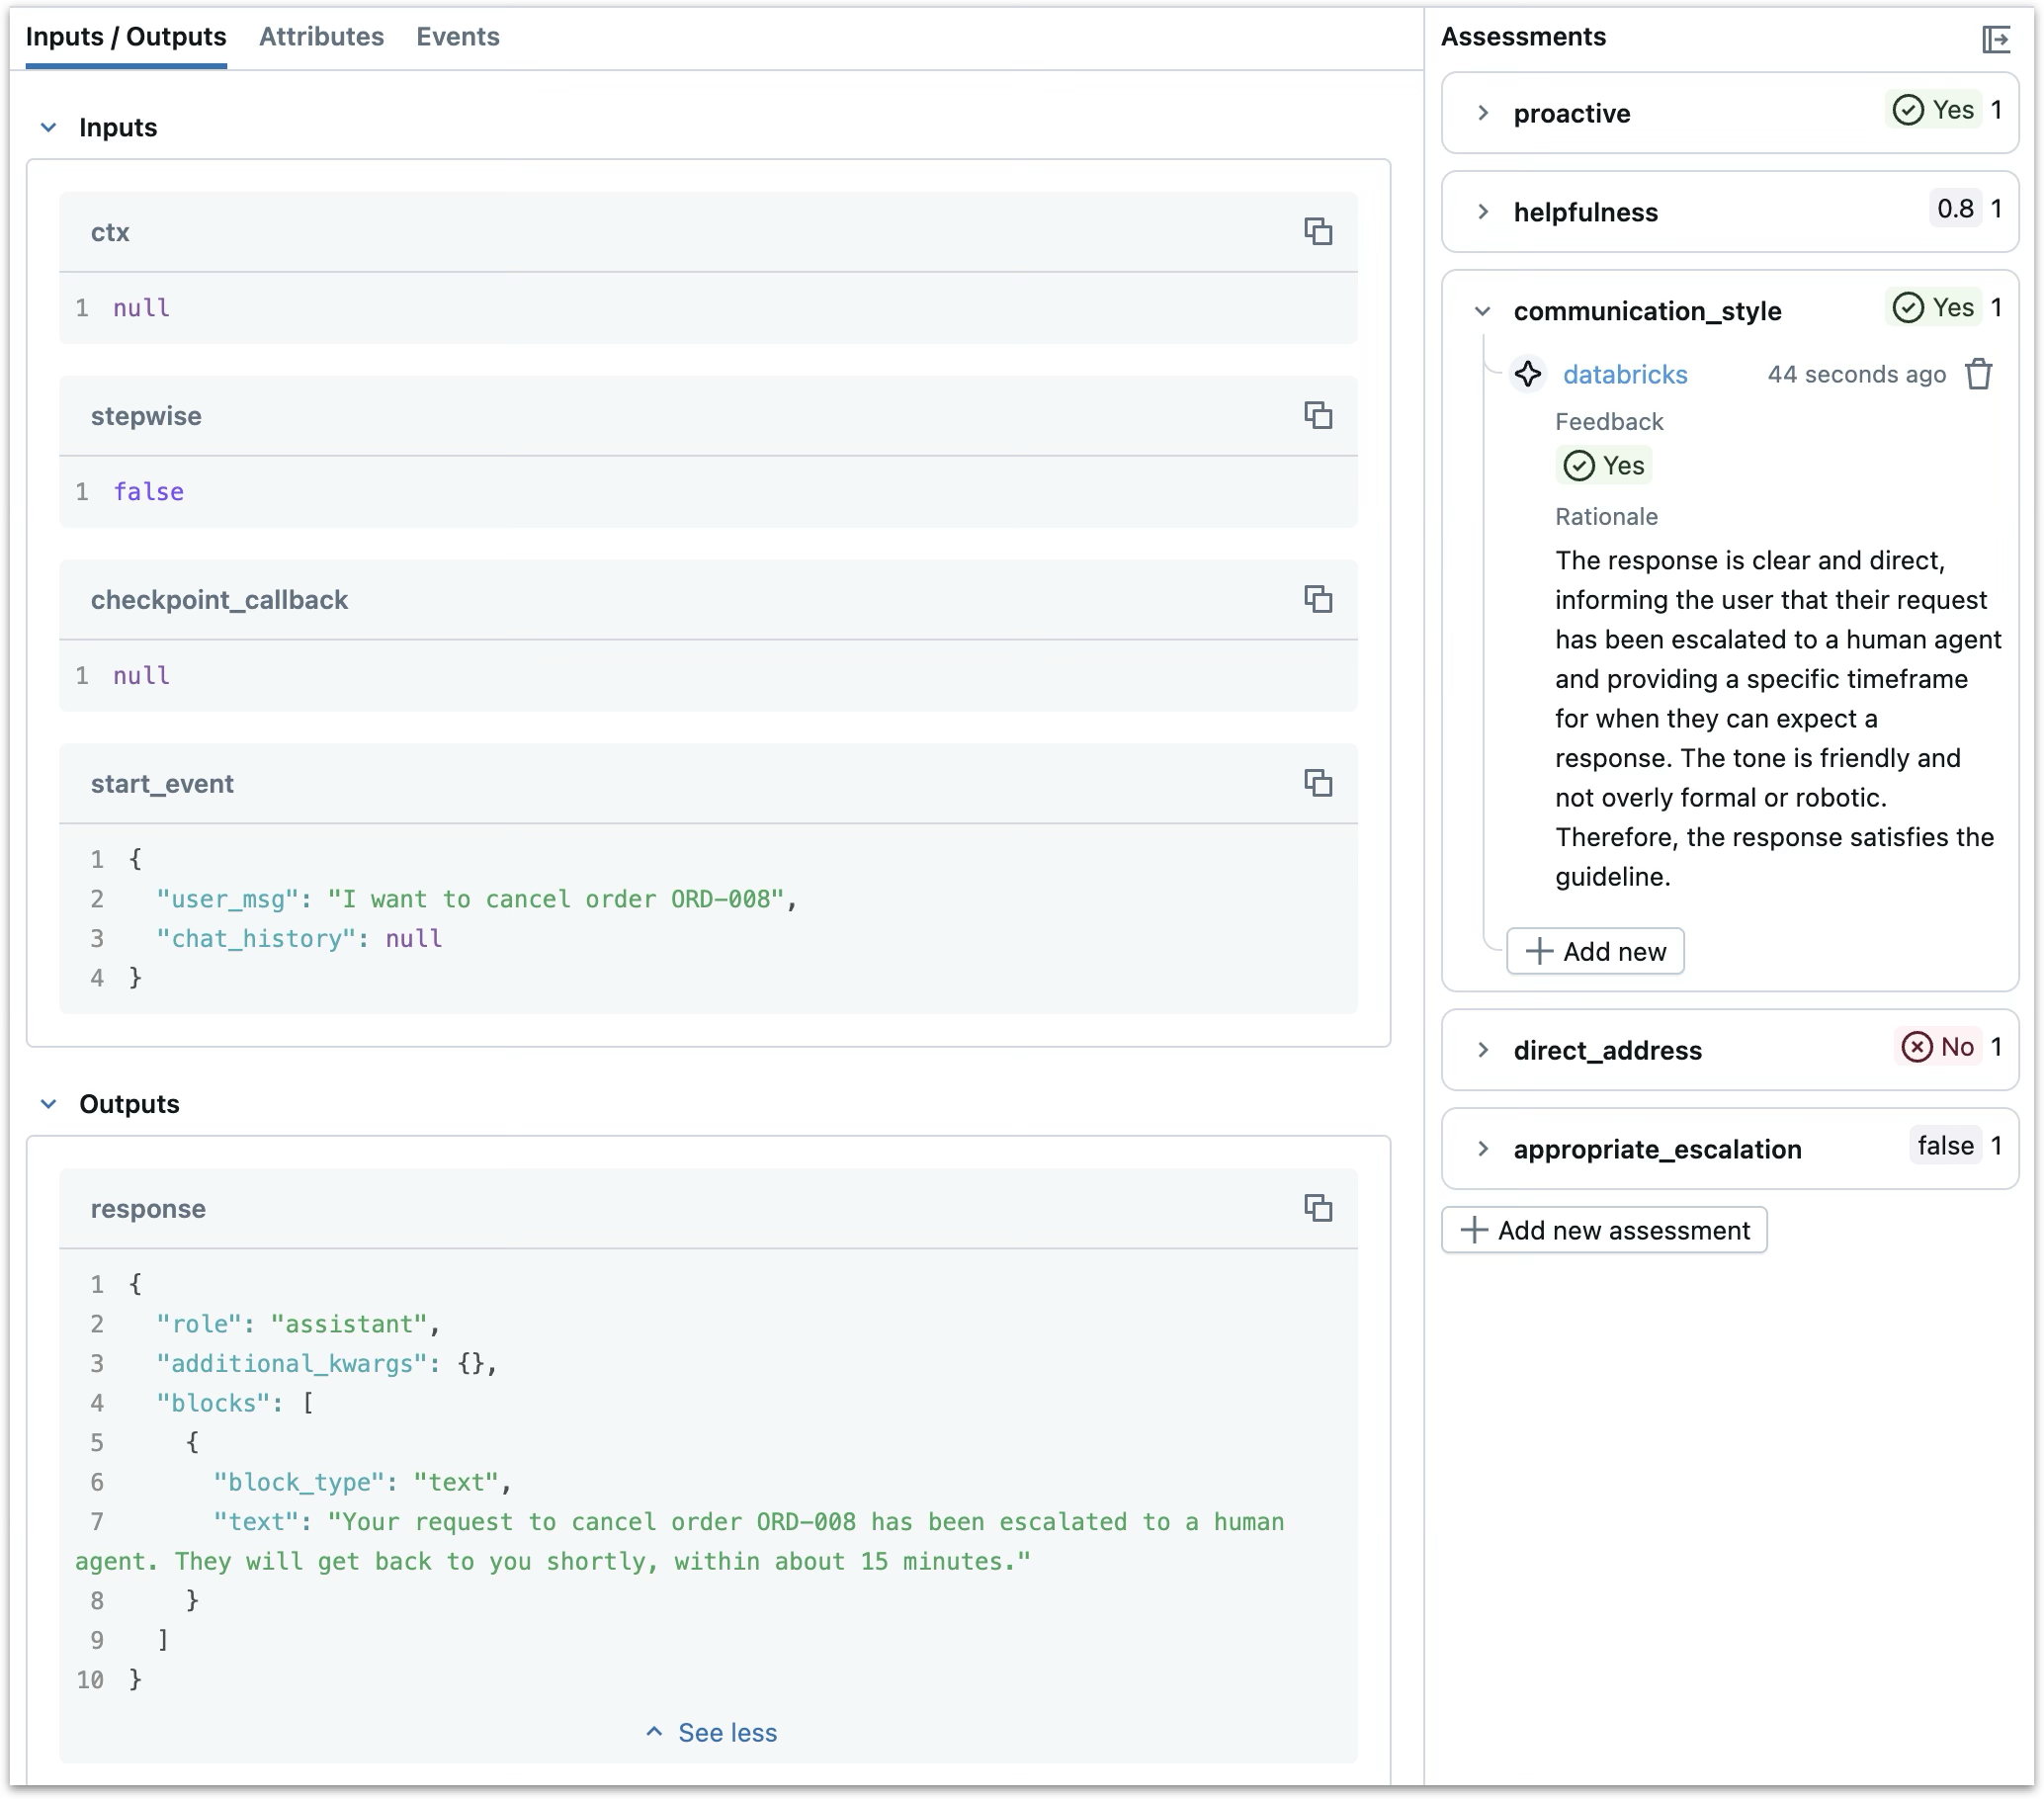 Inputs / Outputs
Attributes
Events
Inputs
ctx
1 null
stepwise
1 false
checkpoint_callback
1 null
start_event
1 {
2 "user_msg": "I want to cancel order ORD-008",
3 "chat_history": null
4 }
Outputs
response
1 {
2 "role": "assistant",
3 "additional_kwargs": {},
4 "blocks": [
5 {
6 "block_type": "text",
7 "text": "Your request to cancel order ORD-008 has been escalated to a human
agent. They will get back to you shortly, within about 15 minutes."
8 }
9 ]
10 }
See less
Assessments
proactive Yes 1
helpfulness 0.8 1
communication_style Yes 1
databricks 44 seconds ago
Feedback
Yes
Rationale
The response is clear and direct,
informing the user that their request
has been escalated to a human agent
and providing a specific timeframe
for when they can expect a
response. The tone is friendly and
not overly formal or robotic.
Therefore, the response satisfies the
guideline.
Add new
direct_address No 1
appropriate_escalation false 1
Add new assessment